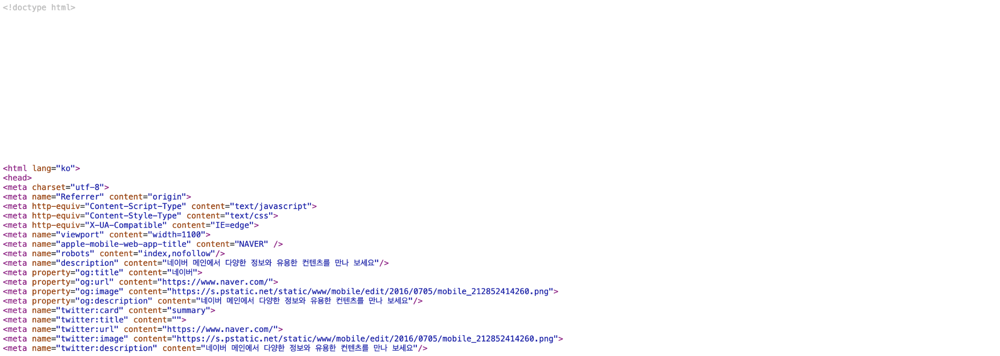 <!doctype html>
<html lang="ko">
<head>
<meta charset="utf-8">
<meta name="Referrer" content="origin">
<meta http-equiv="Content-Script-Type" content="text/javascript">
<meta http-equiv="Content-Style-Type" content="text/css">
<meta http-equiv="X-UA-Compatible" content="IE=edge">
<meta name="viewport" content="width=1100">
<meta name="apple-mobile-web-app-title" content="NAVER" />
<meta name="robots" content="index,nofollow"/>
<meta name="description" content="네이버 메인에서 다양한 정보와 유용한 컨텐츠를 만나 보세요"/>
<meta property="og:title" content="네이버">
<meta property="og:url" content="https://www.naver.com/">
<meta property="og:image" content="https://s.pstatic.net/static/www/mobile/edit/2016/0705/mobile_212852414260.png">
<meta property="og:description" content="네이버 메인에서 다양한 정보와 유용한 컨텐츠를 만나 보세요"/>
<meta name="twitter:card" content="summary">
<meta name="twitter:title" content="">
<meta name="twitter:url" content="https://www.naver.com/">
<meta name="twitter:image" content="https://s.pstatic.net/static/www/mobile/edit/2016/0705/mobile_212852414260.png">
<meta name="twitter:description" content="네이버 메인에서 다양한 정보와 유용한 컨텐츠를 만나 보세요"/>